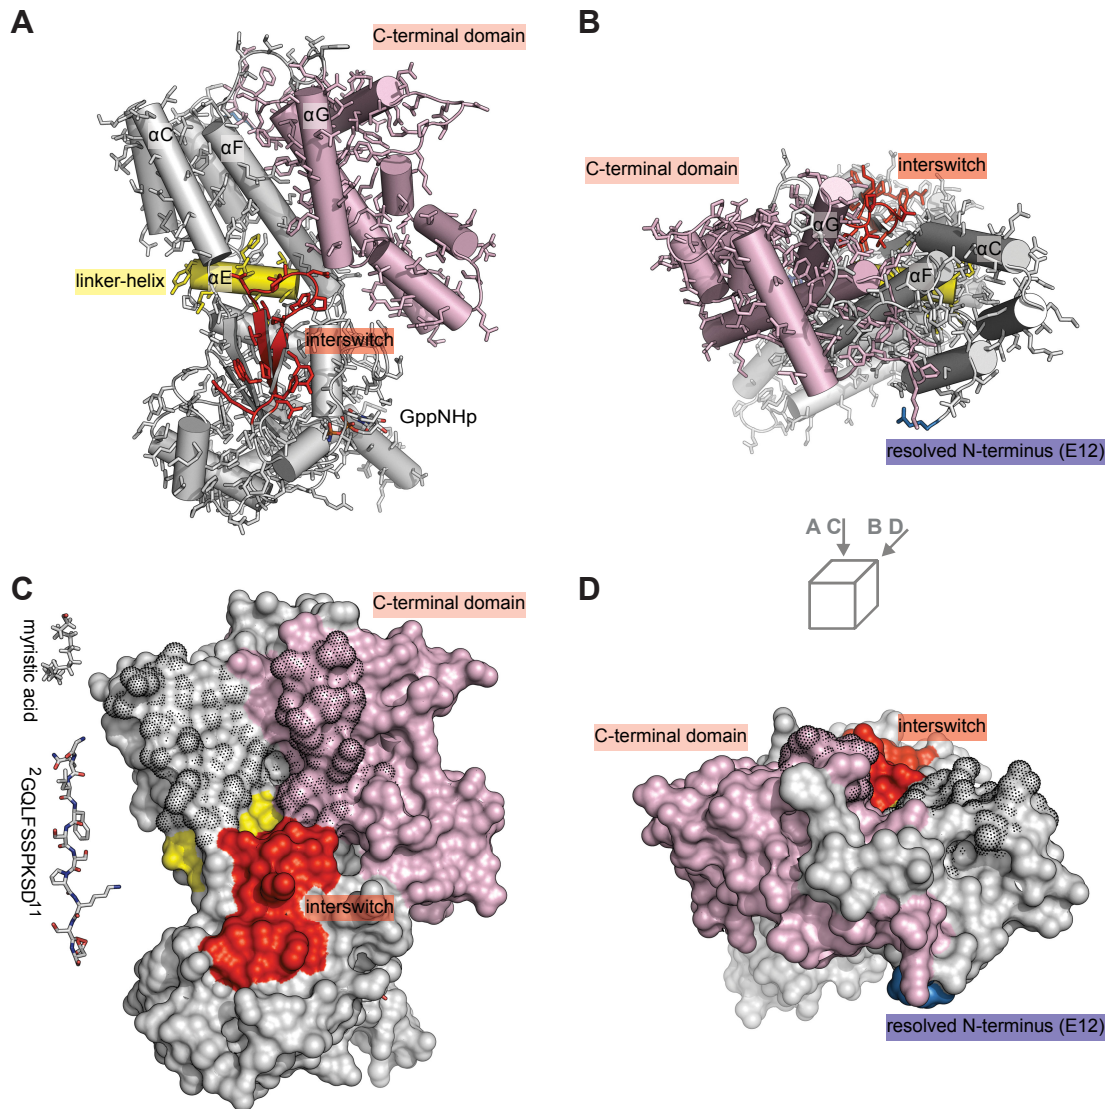 A
C-terminal domain
αC
αF
αG
linker-helix
αE
interswitch
GppNHp
B
C-terminal domain
interswitch
αG
αC
αF
resolved N-terminus (E12)
A C
B D
C
C-terminal domain
myristic acid
²GQLFSSPKSD¹¹
interswitch
D
C-terminal domain
interswitch
resolved N-terminus (E12)